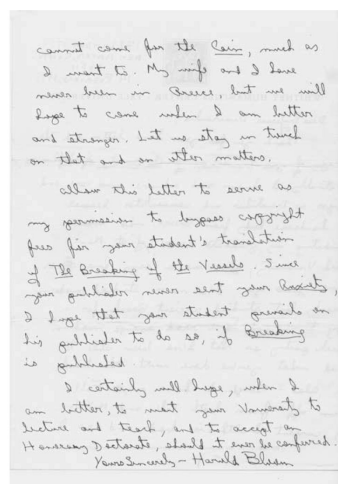 cannot come for the Cain, much as
I want to. My wife and I have
never been in Greece, but we will
hope to come when I am better
and stronger. Let us stay in touch
on that and on other matters.
Allow this letter to serve as
my permission to bypass copyright
fees for your student's translation
of The Breaking of the Vessels. Since
your publisher never sent your Anxiety,
I hope that your student prevails on
his publisher to do so, if Breaking
is published.
I certainly will hope, when I
am better, to visit your University to
lecture and teach, and to accept an
Honorary Doctorate, should it ever be conferred.
Yours Sincerely - Harold Bloom